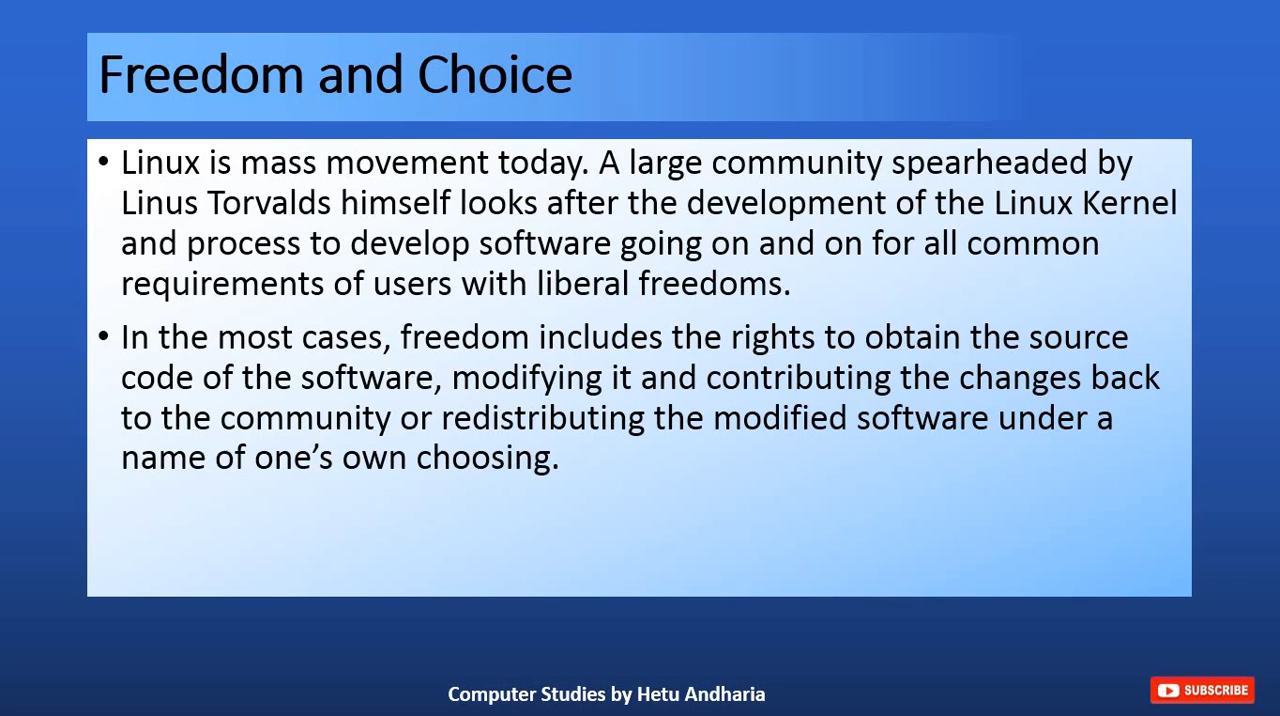 Freedom and Choice
• Linux is mass movement today. A large community spearheaded by
Linus Torvalds himself looks after the development of the Linux Kernel
and process to develop software going on and on for all common
requirements of users with liberal freedoms.
• In the most cases, freedom includes the rights to obtain the source
code of the software, modifying it and contributing the changes back
to the community or redistributing the modified software under a
name of one’s own choosing.
Computer Studies by Hetu Andharia
SUBSCRIBE